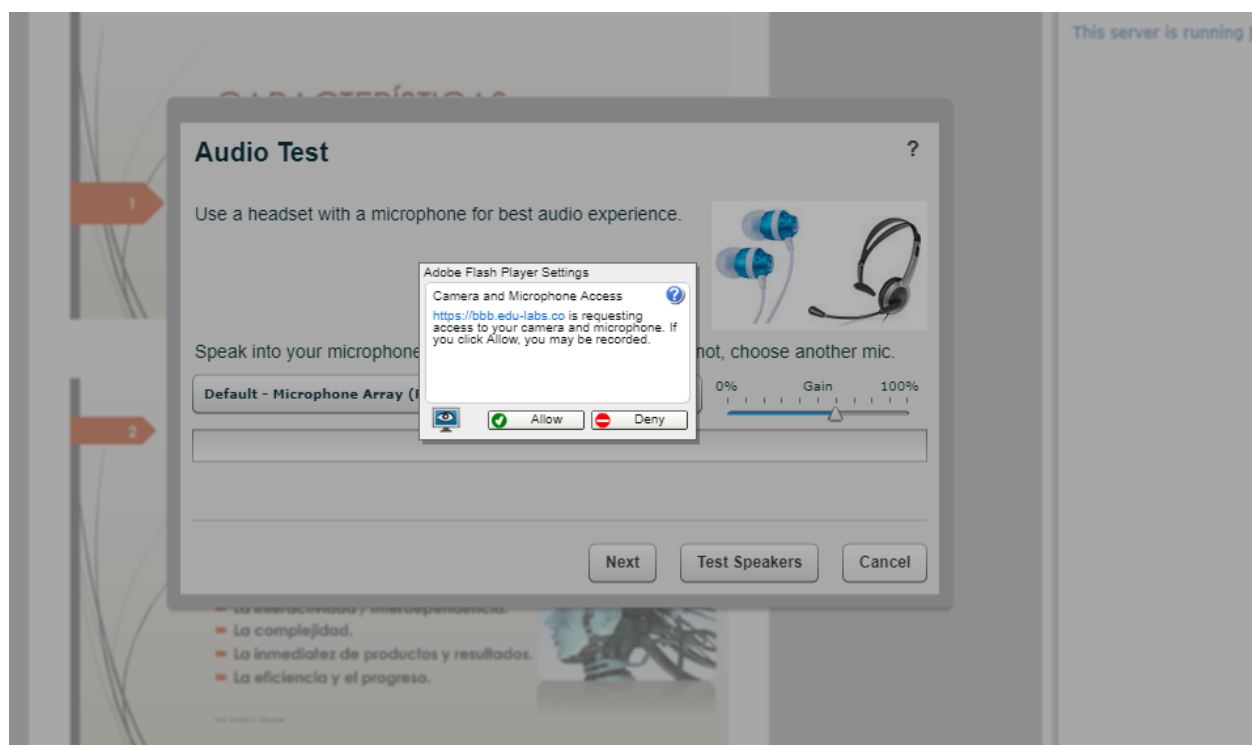 This server is running
CARACTERÍSTICAS
Audio Test
?
1
Use a headset with a microphone for best audio experience.
Adobe Flash Player Settings
Camera and Microphone Access
?
https://bbb.edu-labs.co is requesting
access to your camera and microphone. If
you click Allow, you may be recorded.
Speak into your microphone
not, choose another mic.
Default - Microphone Array (
0% Gain 100%
Allow
Deny
2
Next
Test Speakers
Cancel
La interactividad / interdependencia.
La complejidad.
La inmediatez de productos y resultados.
La eficiencia y el progreso.